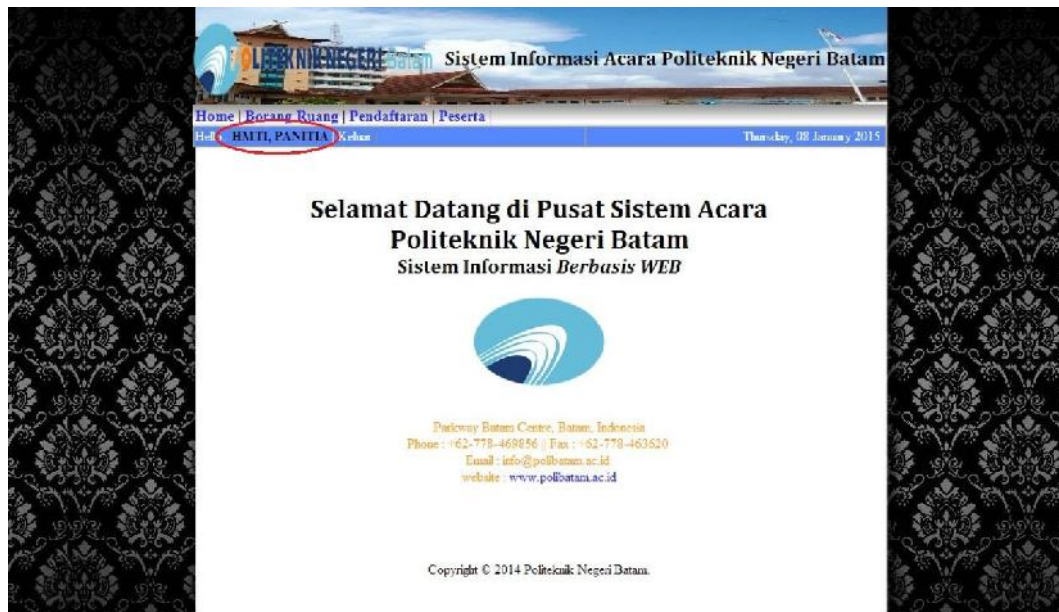 POLITEKNIK NEGERI Batam
Sistem Informasi Acara Politeknik Negeri Batam
Home | Borang Ruang | Pendaftaran | Peserta
HMTI, PANITIA
Thursday, 08 January 2015
Selamat Datang di Pusat Sistem Acara
Politeknik Negeri Batam
Sistem Informasi Berbasis WEB
Parkway Batam Centre, Batam, Indonesia
Phone : +62-778-469856 || Fax : +62-778-463620
Email : info@polibatam.ac.id
website : www.polibatam.ac.id
Copyright © 2014 Politeknik Negeri Batam.